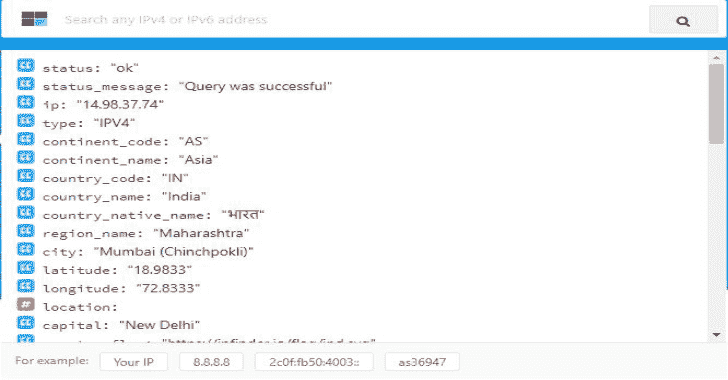 Search any IPv4 or IPv6 address
status: "ok"
status_message: "Query was successful"
ip: "14.98.37.74"
type: "IPV4"
continent_code: "AS"
continent_name: "Asia"
country_code: "IN"
country_name: "India"
country_native_name: "भारत"
region_name: "Maharashtra"
city: "Mumbai (Chinchpokli)"
latitude: "18.9833"
longitude: "72.8333"
# location:
capital: "New Delhi"
For example: Your IP 8.8.8.8 2c0f:fb50:4003:: as36947